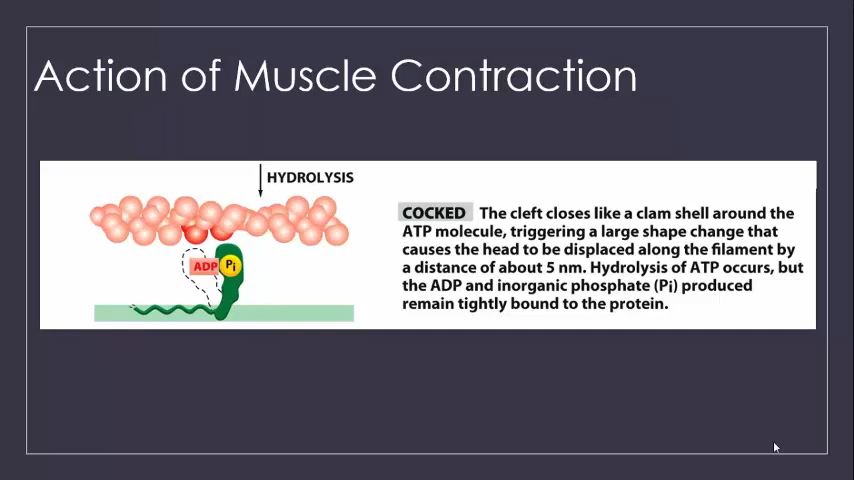 Action of Muscle Contraction
HYDROLYSIS
COCKED The cleft closes like a clam shell around the
ATP molecule, triggering a large shape change that
causes the head to be displaced along the filament by
a distance of about 5 nm. Hydrolysis of ATP occurs, but
the ADP and inorganic phosphate (Pi) produced
remain tightly bound to the protein.
ADP Pi